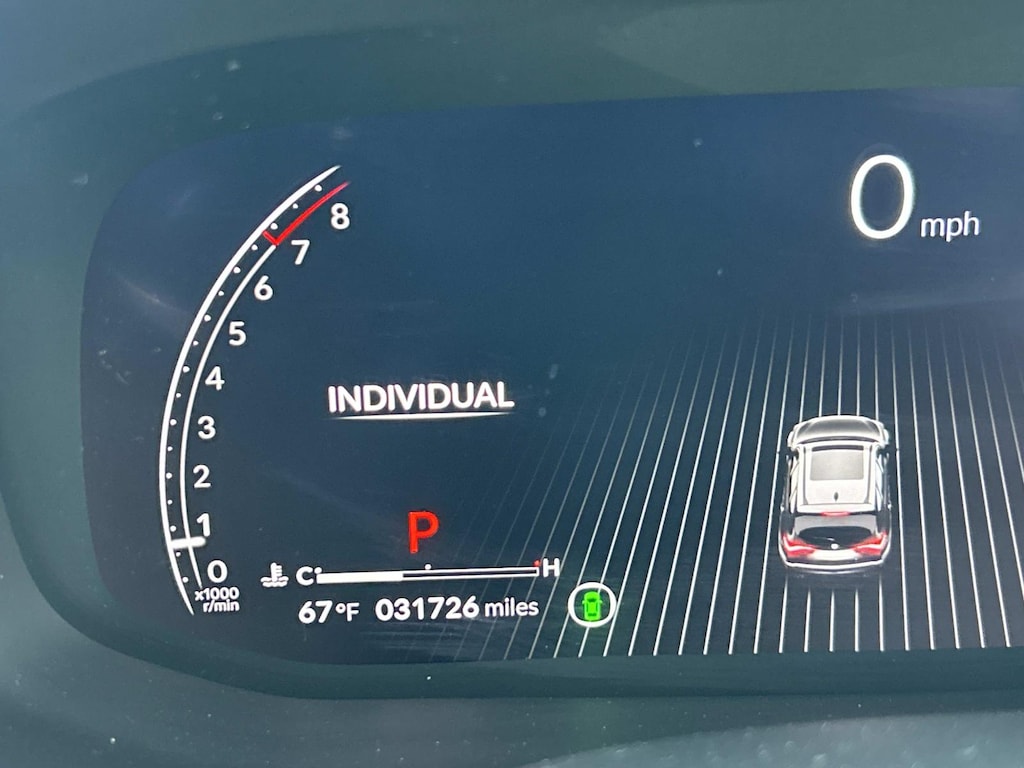 0 mph
8
7
6
5
4
3
2
1
0
x1000
r/min
INDIVIDUAL
P
C H
67°F 031726 miles